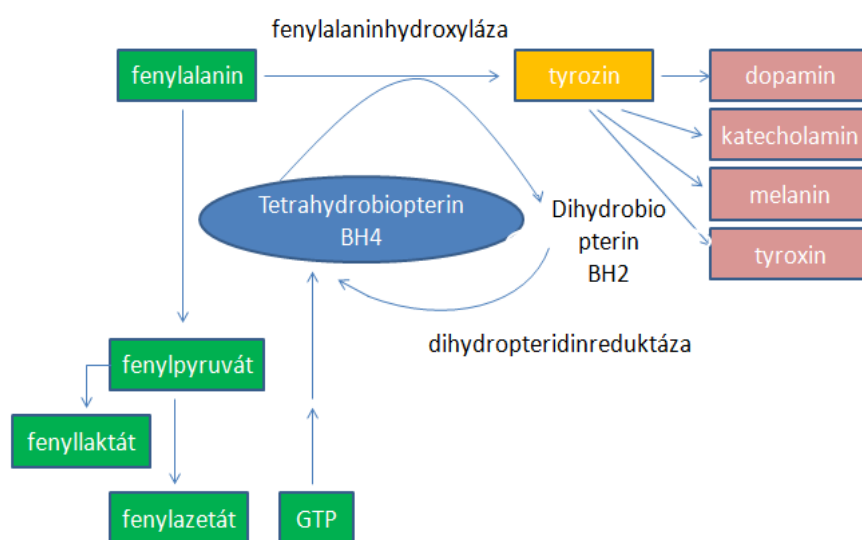 fenylalaninhydroxyláza
fenylalanin
tyrozin
dopamin
katecholamin
melanin
tyroxin
Tetrahydrobiopterin
BH4
Dihydrobio
pterin
BH2
dihydropteridinreduktáza
fenylpyruvát
fenyllaktát
fenylazetát
GTP